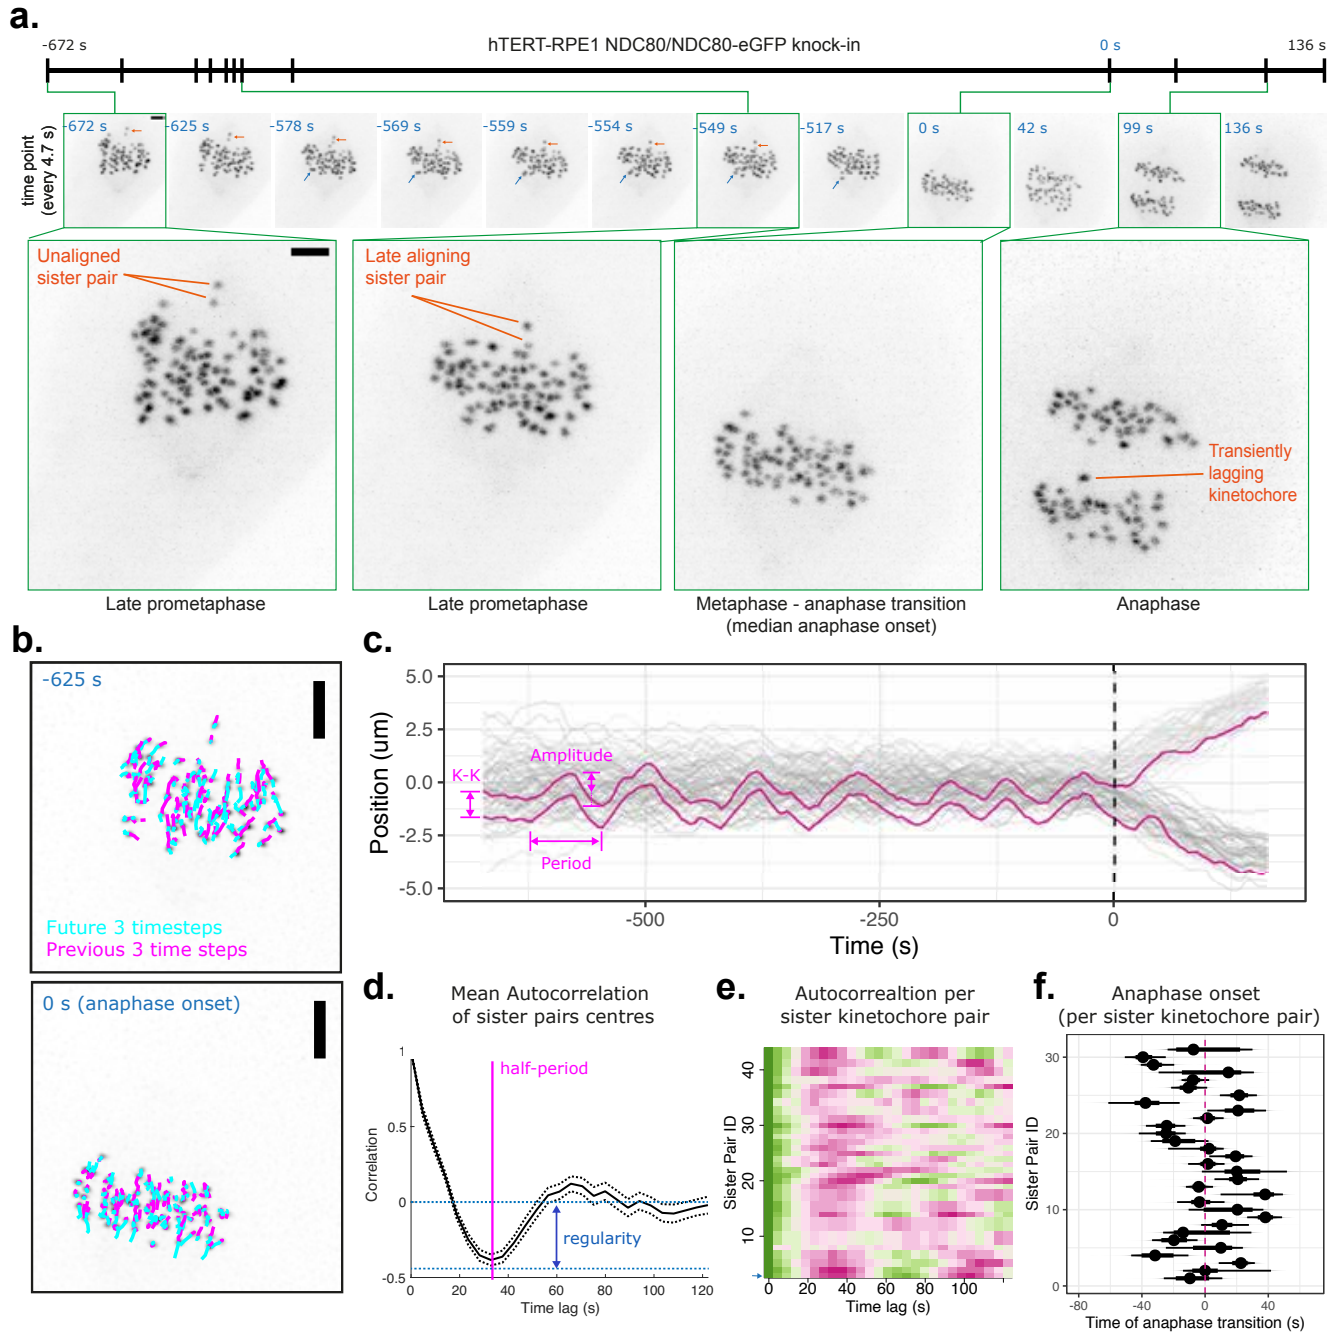 a.
-672 s
hTERT-RPE1 NDC80/NDC80-eGFP knock-in
0 s
136 s
time point
(every 4.7 s)
-672 s
-625 s
-578 s
-569 s
-559 s
-554 s
-549 s
-517 s
0 s
42 s
99 s
136 s
Unaligned
sister pair
Late aligning
sister pair
Transiently
lagging
kinetochore
Late prometaphase
Late prometaphase
Metaphase - anaphase transition
(median anaphase onset)
Anaphase
b.
-625 s
Future 3 timesteps
Previous 3 time steps
0 s (anaphase onset)
c.
Position (um)
5.0
2.5
0.0
-2.5
-5.0
K-K
Amplitude
Period
-500
-250
0
Time (s)
d.
Mean Autocorrelation
of sister pairs centres
half-period
Correlation
1
0.5
0
-0.5
regularity
0
20
40
60
80
100
120
Time lag (s)
e.
Autocorrealtion per
sister kinetochore pair
Sister Pair ID
40
30
20
10
0
20
40
60
80
100
Time lag (s)
f.
Anaphase onset
(per sister kinetochore pair)
Sister Pair ID
30
20
10
0
-80
-40
0
40
Time of anaphase transition (s)